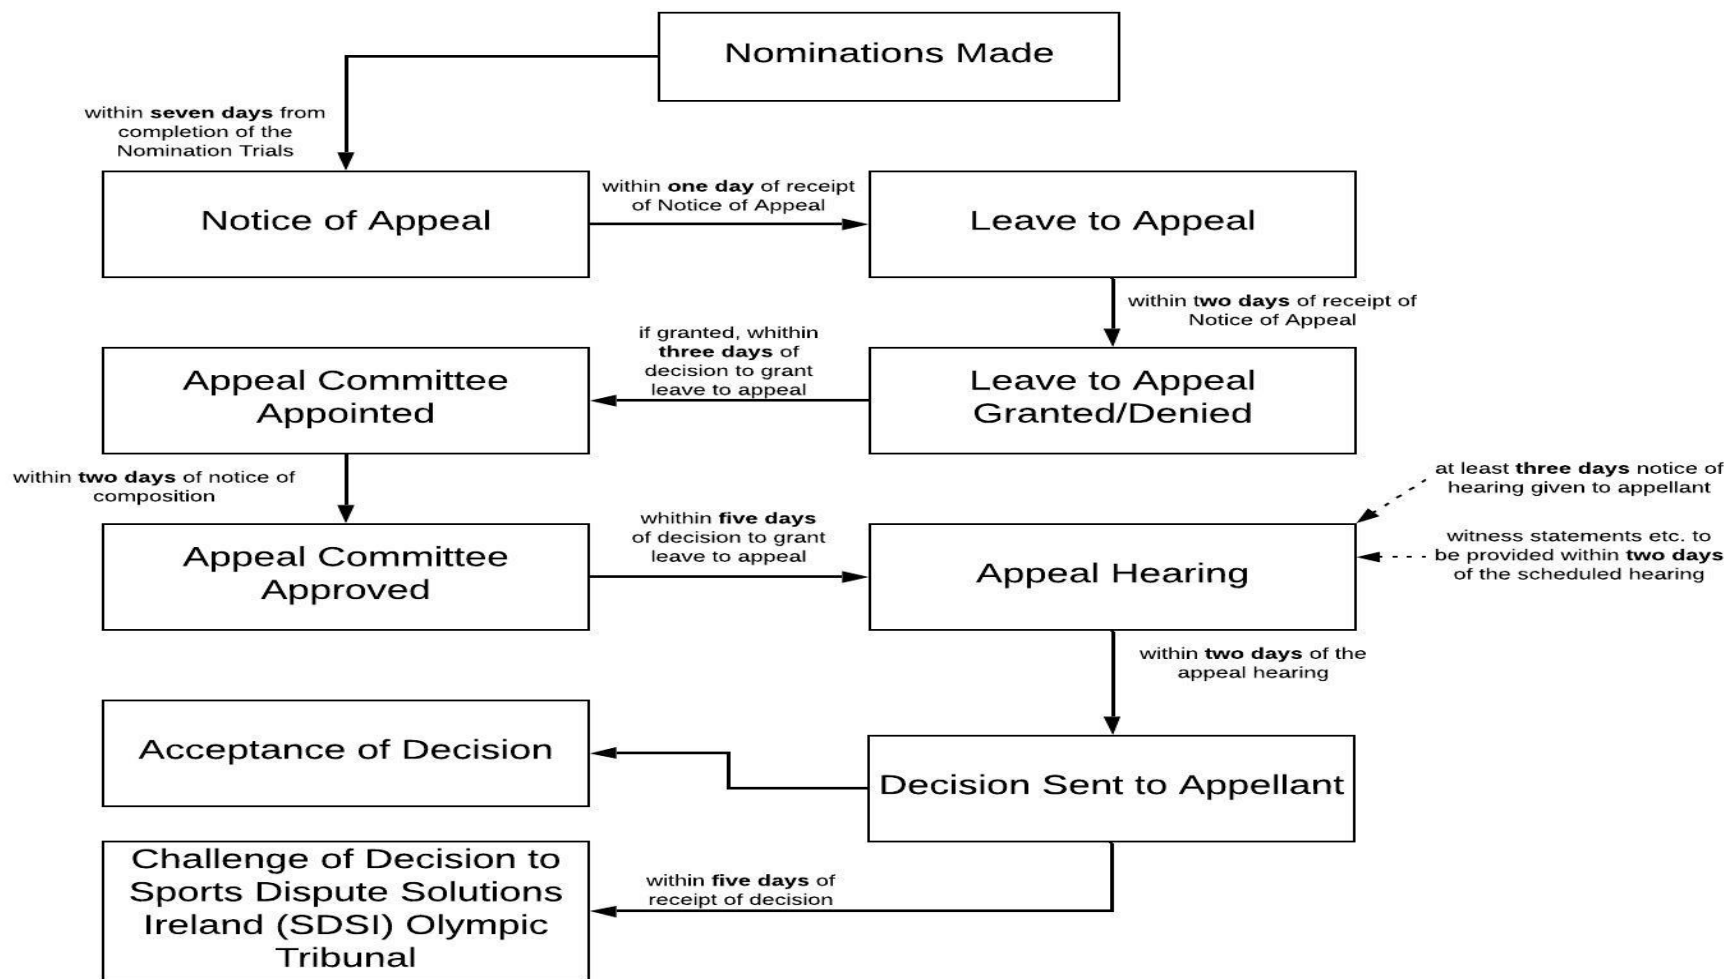 Nominations Made
within seven days from
completion of the
Nomination Trials
Notice of Appeal
within one day of receipt
of Notice of Appeal
Leave to Appeal
within two days of receipt of
Notice of Appeal
Leave to Appeal
Granted/Denied
if granted, whithin
three days of
decision to grant
leave to appeal
Appeal Committee
Appointed
within two days of notice of
composition
Appeal Committee
Approved
whithin five days
of decision to grant
leave to appeal
Appeal Hearing
at least three days notice of
hearing given to appellant
witness statements etc. to
be provided within two days
of the scheduled hearing
within two days of the
appeal hearing
Decision Sent to Appellant
Acceptance of Decision
within five days of
receipt of decision
Challenge of Decision to
Sports Dispute Solutions
Ireland (SDSI) Olympic
Tribunal